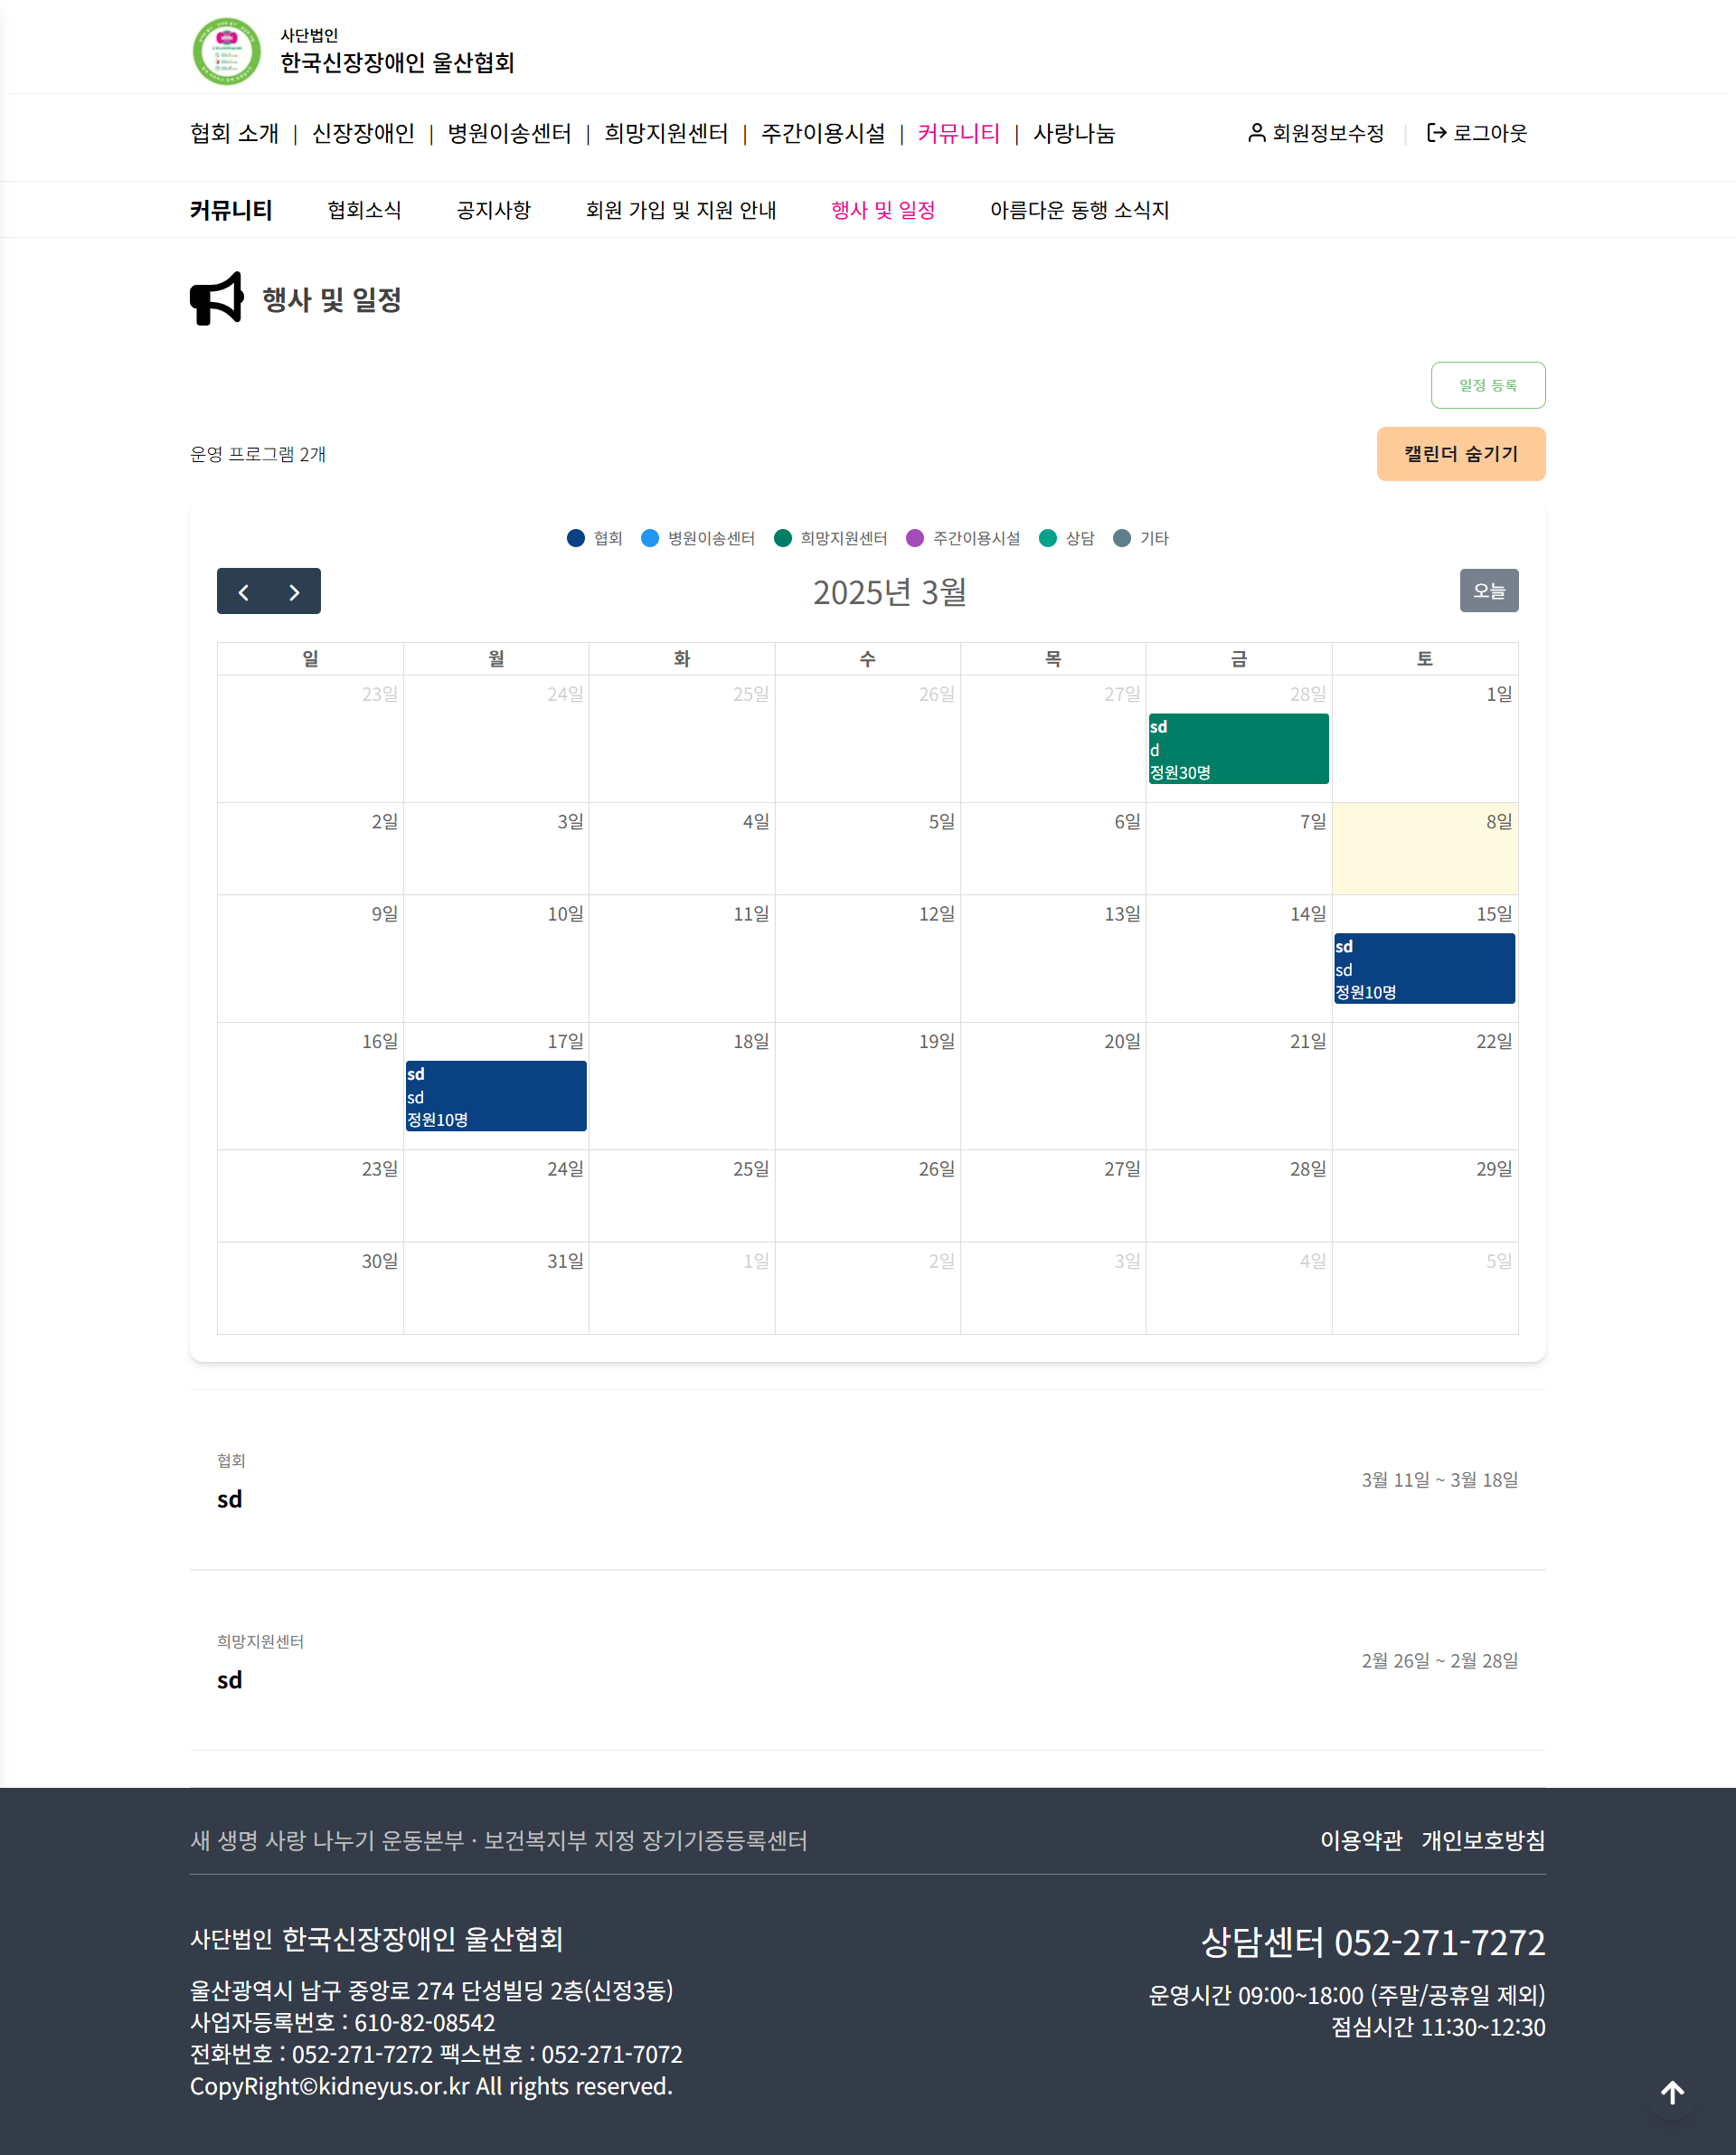 사단법인
한국신장장애인 울산협회
협회 소개 | 신장장애인 | 병원이송센터 | 희망지원센터 | 주간이용시설 | 커뮤니티 | 사랑나눔
회원정보수정 | 로그아웃
커뮤니티 협회소식 공지사항 회원 가입 및 지원 안내 행사 및 일정 아름다운 동행 소식지
행사 및 일정
일정 등록
운영 프로그램 2개
캘린더 숨기기
협회 병원이송센터 희망지원센터 주간이용시설 상담 기타
2025년 3월
오늘
일 월 화 수 목 금 토
23일 24일 25일 26일 27일 28일 1일
sd
d
정원30명
2일 3일 4일 5일 6일 7일 8일
9일 10일 11일 12일 13일 14일 15일
sd
sd
정원10명
16일 17일 18일 19일 20일 21일 22일
sd
sd
정원10명
23일 24일 25일 26일 27일 28일 29일
30일 31일 1일 2일 3일 4일 5일
협회
sd
3월 11일 ~ 3월 18일
희망지원센터
sd
2월 26일 ~ 2월 28일
새 생명 사랑 나누기 운동본부 · 보건복지부 지정 장기기증등록센터
이용약관 개인보호방침
사단법인 한국신장장애인 울산협회
울산광역시 남구 중앙로 274 단성빌딩 2층(신정3동)
사업자등록번호 : 610-82-08542
전화번호 : 052-271-7272 팩스번호 : 052-271-7072
CopyRight©kidneyus.or.kr All rights reserved.
상담센터 052-271-7272
운영시간 09:00~18:00 (주말/공휴일 제외)
점심시간 11:30~12:30